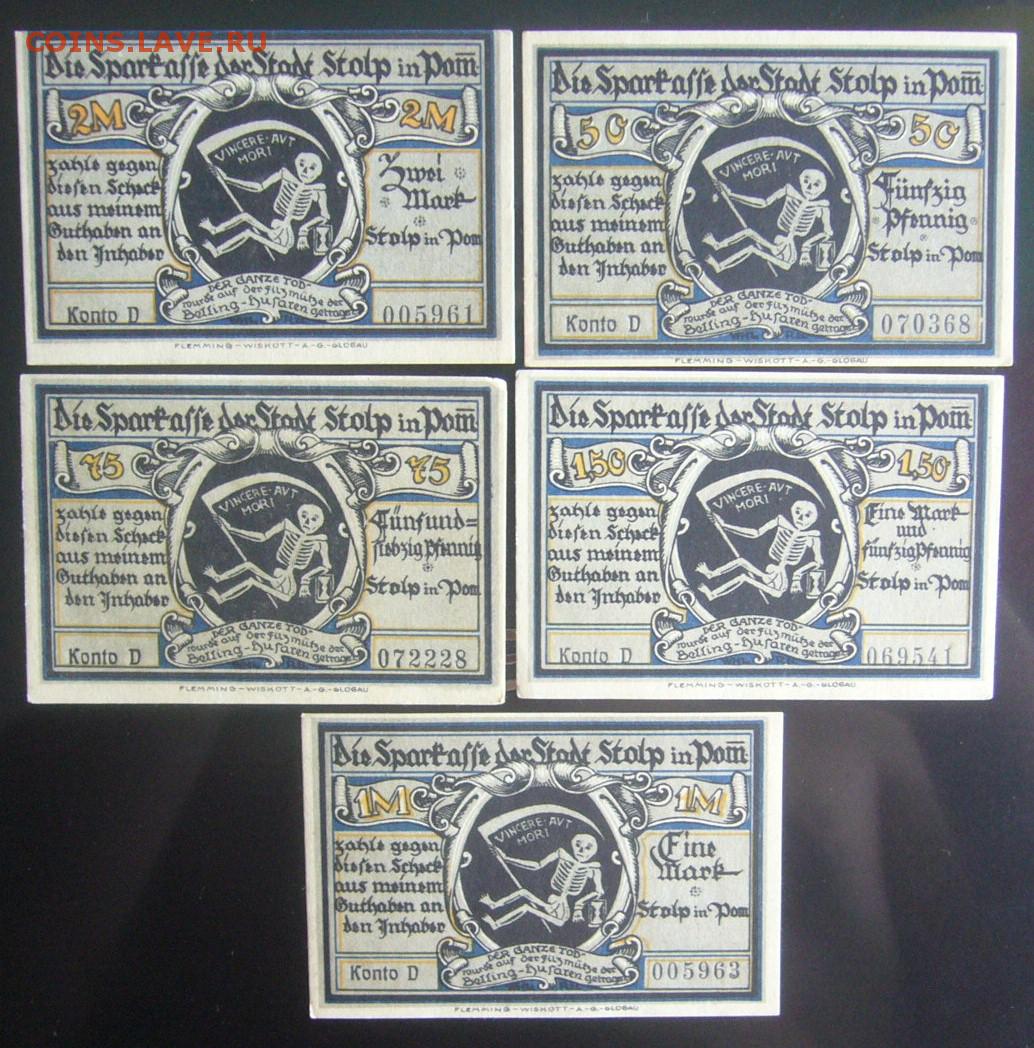 COINS.LAVE.RU
Die Sparkasse der Stadt Stolp in Pom̅:
2M 2M
VINCERE·AVT
MORI
zahle gegen
diesen Scheck
aus meinem
Guthaben an
den Inhaber
Zwei
Mark
Stolp in Pom
DER GANZE TOD-
wurde auf der filzmütze der
Belling-Husaren getragen
Konto D 005961
FLEMMING-WISKOTT-A-G-GLOGAU
Die Sparkasse der Stadt Stolp in Pom̅:
50 50
VINCERE·AVT
MORI
zahle gegen
diesen Scheck
aus meinem
Guthaben an
den Inhaber
Fünfzig
Pfennig
Stolp in Pom
DER GANZE TOD-
wurde auf der filzmütze der
Belling-Husaren getragen
Konto D 070368
FLEMMING-WISKOTT-A-G-GLOGAU
Die Sparkasse der Stadt Stolp in Pom̅:
75 75
VINCERE·AVT
MORI
zahle gegen
diesen Scheck
aus meinem
Guthaben an
den Inhaber
Fünfund=
siebzig Pfennig
Stolp in Pom
DER GANZE TOD-
wurde auf der filzmütze der
Belling-Husaren getragen
Konto D 072228
FLEMMING-WISKOTT-A-G-GLOGAU
Die Sparkasse der Stadt Stolp in Pom̅:
1,50 1,50
VINCERE·AVT
MORI
zahle gegen
diesen Scheck
aus meinem
Guthaben an
den Inhaber
Eine Mark
und
fünfzig Pfennig
Stolp in Pom
DER GANZE TOD-
wurde auf der filzmütze der
Belling-Husaren getragen
Konto D 069541
FLEMMING-WISKOTT-A-G-GLOGAU
Die Sparkasse der Stadt Stolp in Pom̅:
1M 1M
VINCERE·AVT
MORI
zahle gegen
diesen Scheck
aus meinem
Guthaben an
den Inhaber
Eine
Mark
Stolp in Pom
DER GANZE TOD-
wurde auf der filzmütze der
Belling-Husaren getragen
Konto D 005963
FLEMMING-WISKOTT-A-G-GLOGAU